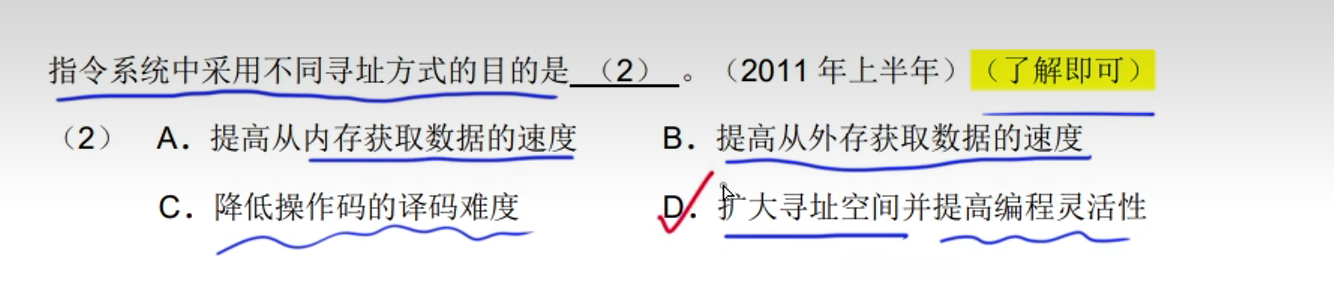 指令系统中采用不同寻址方式的目的是 （2） 。（2011 年上半年）（了解即可）
（2） A．提高从内存获取数据的速度 B．提高从外存获取数据的速度
C．降低操作码的译码难度 D．扩大寻址空间并提高编程灵活性